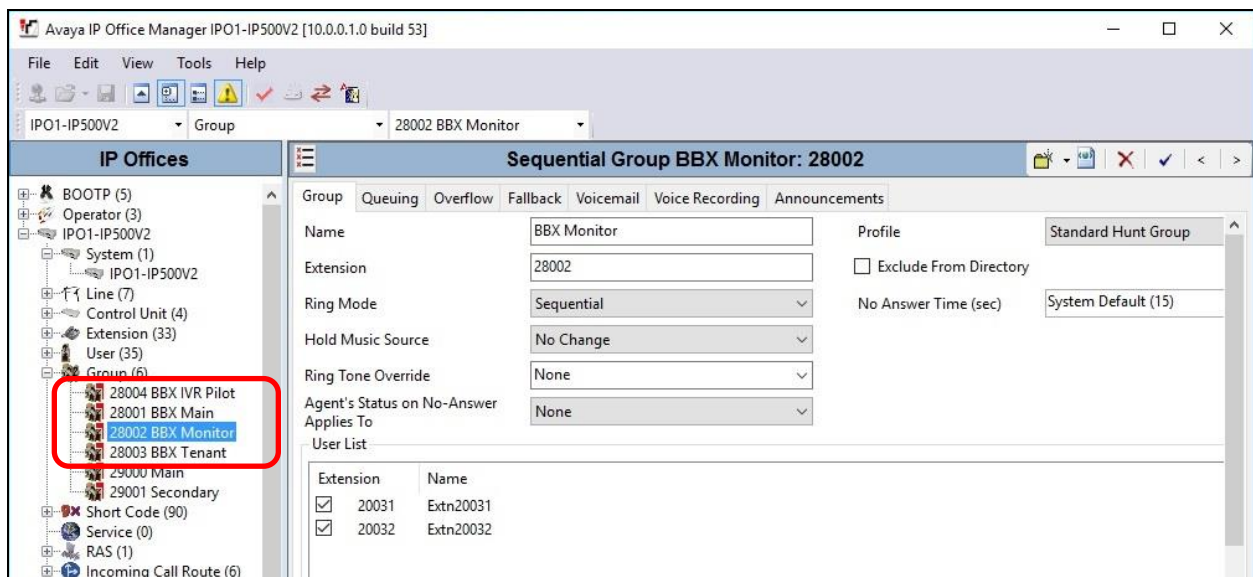 Avaya IP Office Manager IPO1-IP500V2 [10.0.0.1.0 build 53]
File Edit View Tools Help
IPO1-IP500V2 Group 28002 BBX Monitor
IP Offices
BOOTP (5)
Operator (3)
IPO1-IP500V2
System (1)
IPO1-IP500V2
Line (7)
Control Unit (4)
Extension (33)
User (35)
Group (6)
28004 BBX IVR Pilot
28001 BBX Main
28002 BBX Monitor
28003 BBX Tenant
29000 Main
29001 Secondary
Short Code (90)
Service (0)
RAS (1)
Incoming Call Route (6)
Sequential Group BBX Monitor: 28002
Group Queuing Overflow Fallback Voicemail Voice Recording Announcements
Name BBX Monitor Profile Standard Hunt Group
Extension 28002 Exclude From Directory
Ring Mode Sequential No Answer Time (sec) System Default (15)
Hold Music Source No Change
Ring Tone Override None
Agent's Status on No-Answer
Applies To None
User List
Extension Name
20031 Extn20031
20032 Extn20032